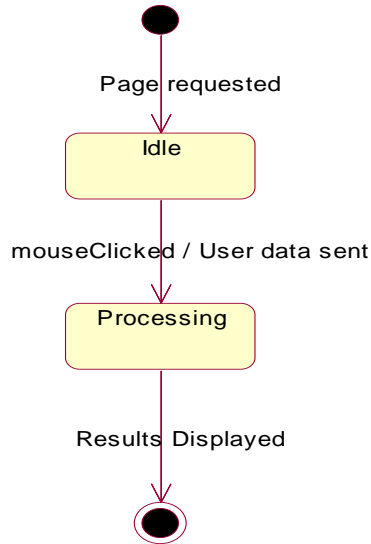 Page requested
Idle
mouseClicked / User data sent
Processing
Results Displayed